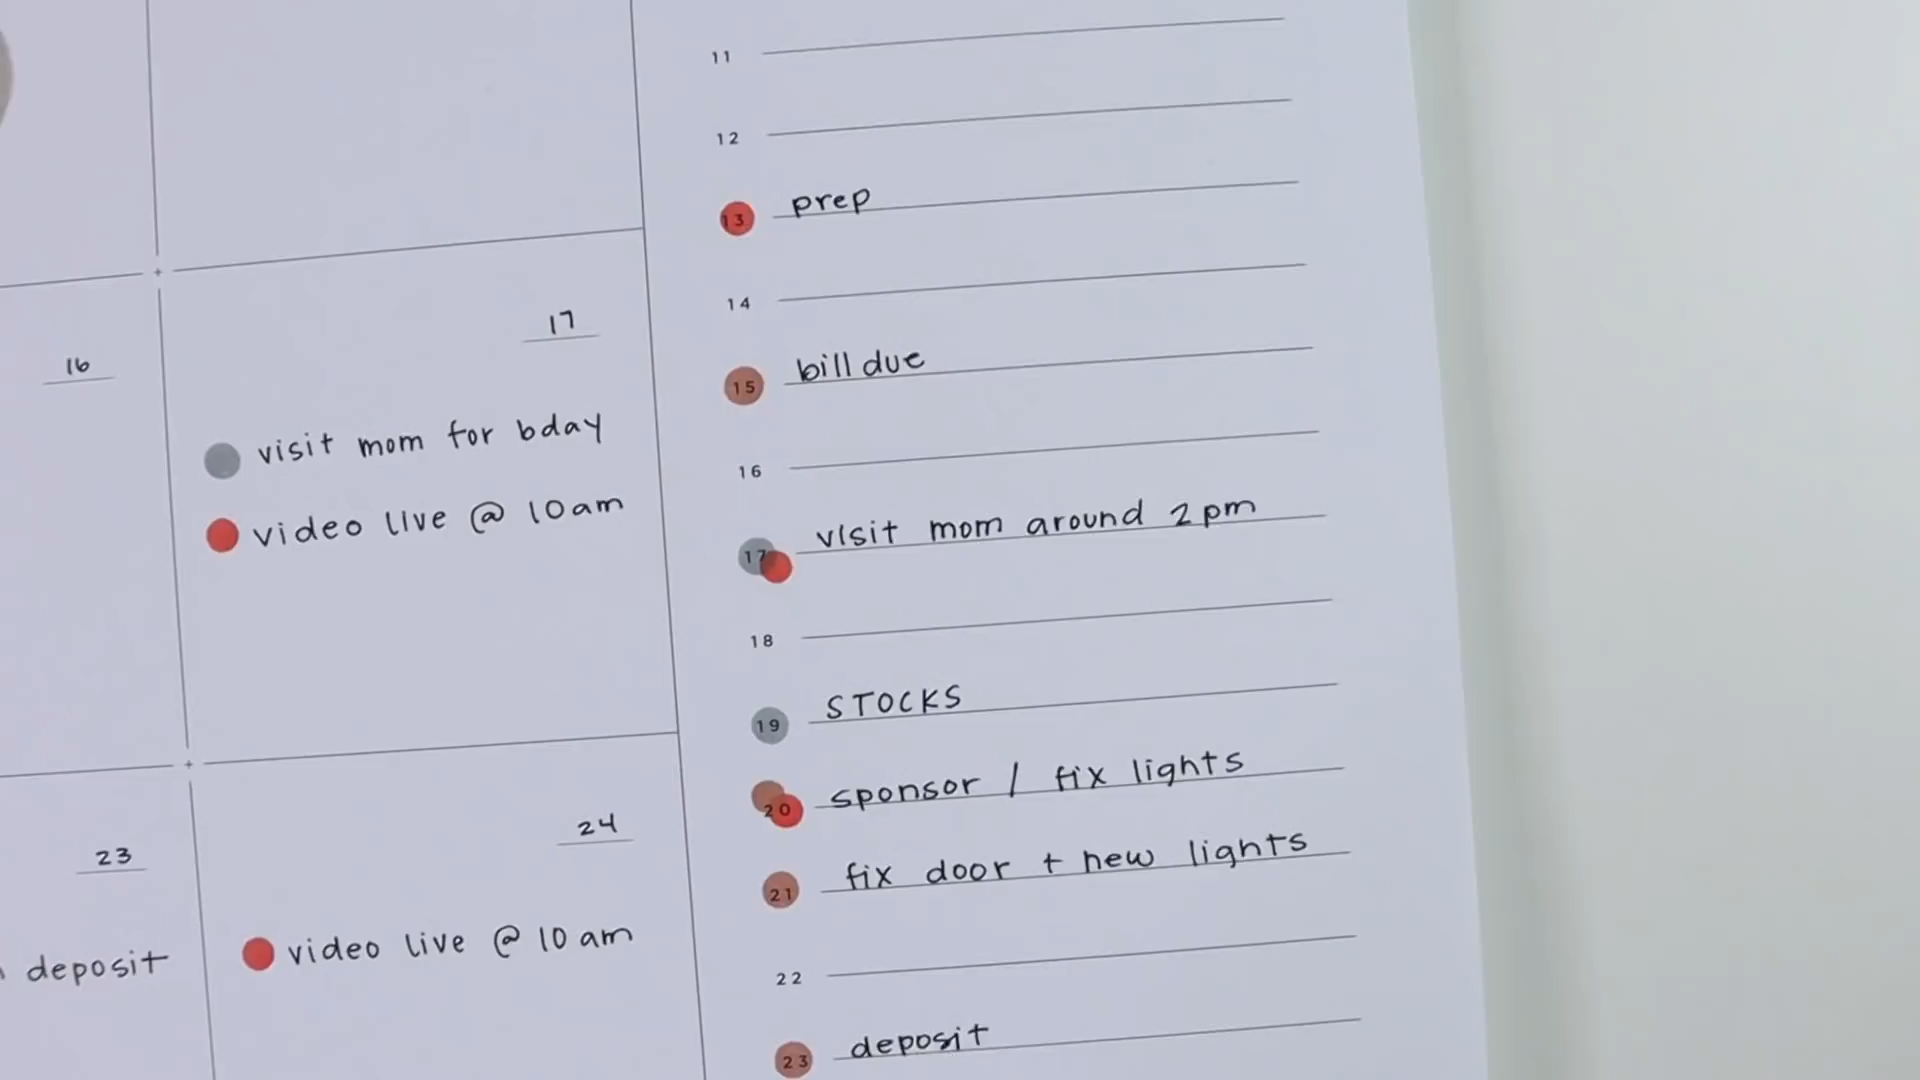 16
17
visit mom for bday
video live @ 10am
23
deposit
24
video live @ 10am
11
12
13 prep
14
15 bill due
16
17 visit mom around 2pm
18
19 STOCKS
20 sponsor / fix lights
21 fix door + new lights
22
23 deposit